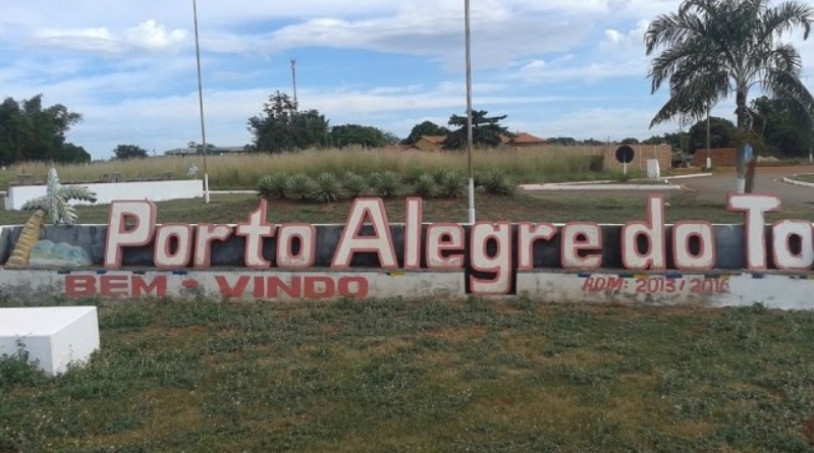 Porto Alegre do To
BEM-VINDO
ADM: 2013/2016